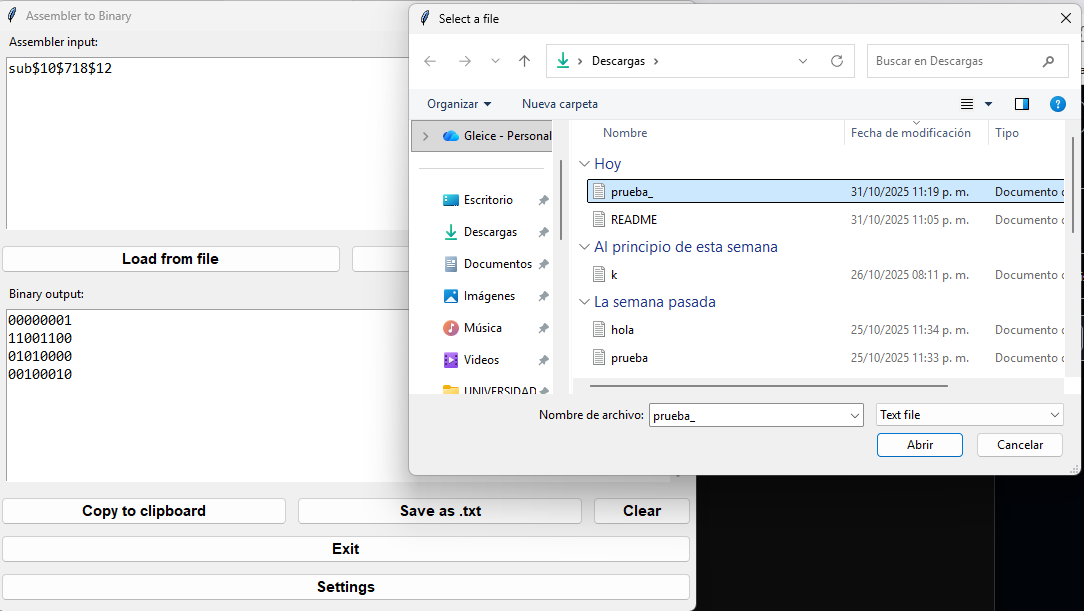 Assembler to Binary
Assembler input:
sub$10$718$12
Load from file
Binary output:
00000001
11001100
01010000
00100010
Copy to clipboard
Save as .txt
Clear
Exit
Settings
Select a file
Descargas
Buscar en Descargas
Organizar
Nueva carpeta
Gleice - Personal
Escritorio
Descargas
Documentos
Imágenes
Música
Videos
UNIVERSIDAD
Nombre Fecha de modificación Tipo
Hoy
prueba_ 31/10/2025 11:19 p. m. Documento
README 31/10/2025 11:05 p. m. Documento
Al principio de esta semana
k 26/10/2025 08:11 p. m. Documento
La semana pasada
hola 25/10/2025 11:34 p. m. Documento
prueba 25/10/2025 11:33 p. m. Documento
Nombre de archivo: prueba_ Text file
Abrir Cancelar